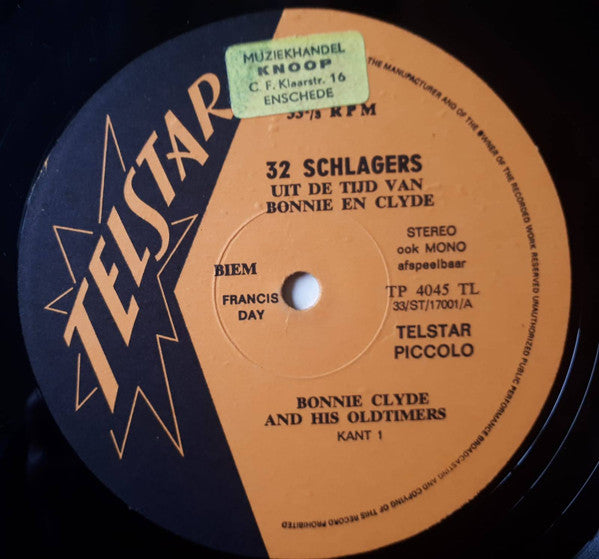 MUZIEKHANDEL
KNOOP
C. F. Klaarstr. 16
ENSCHEDE
TELSTAR
33⅓ RPM
32 SCHLAGERS
UIT DE TIJD VAN
BONNIE EN CLYDE
STEREO
ook MONO
afspeelbaar
BIEM
FRANCIS
DAY
TP 4045 TL
33/ST/17001/A
TELSTAR
PICCOLO
BONNIE CLYDE
AND HIS OLDTIMERS
KANT 1
THE MANUFACTURER AND OF THE OWNER OF THE RECORDED WORK RESERVED UNAUTHORIZED PUBLIC PERFORMANCE BROADCASTING AND COPYING OF THIS RECORD PROHIBITED